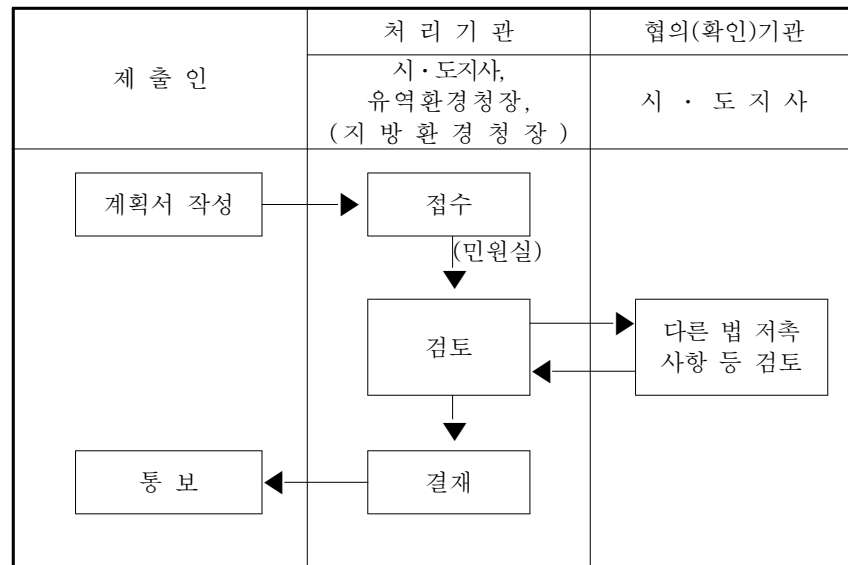 제 출 인
처 리 기 관
협의(확인)기관
시·도지사,
유역환경청장,
(지 방 환 경 청 장 )
시 · 도 지 사
계획서 작성
접수
(민원실)
검토
다른 법 저촉
사항 등 검토
통 보
결재